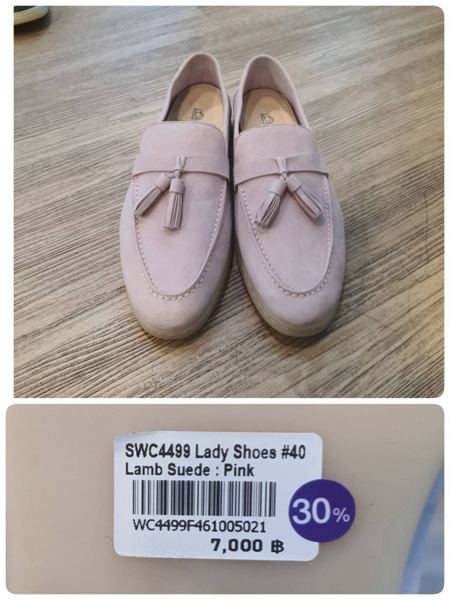 B
B
SWC4499 Lady Shoes #40
Lamb Suede : Pink
WC4499F461005021
30%
7,000 ฿